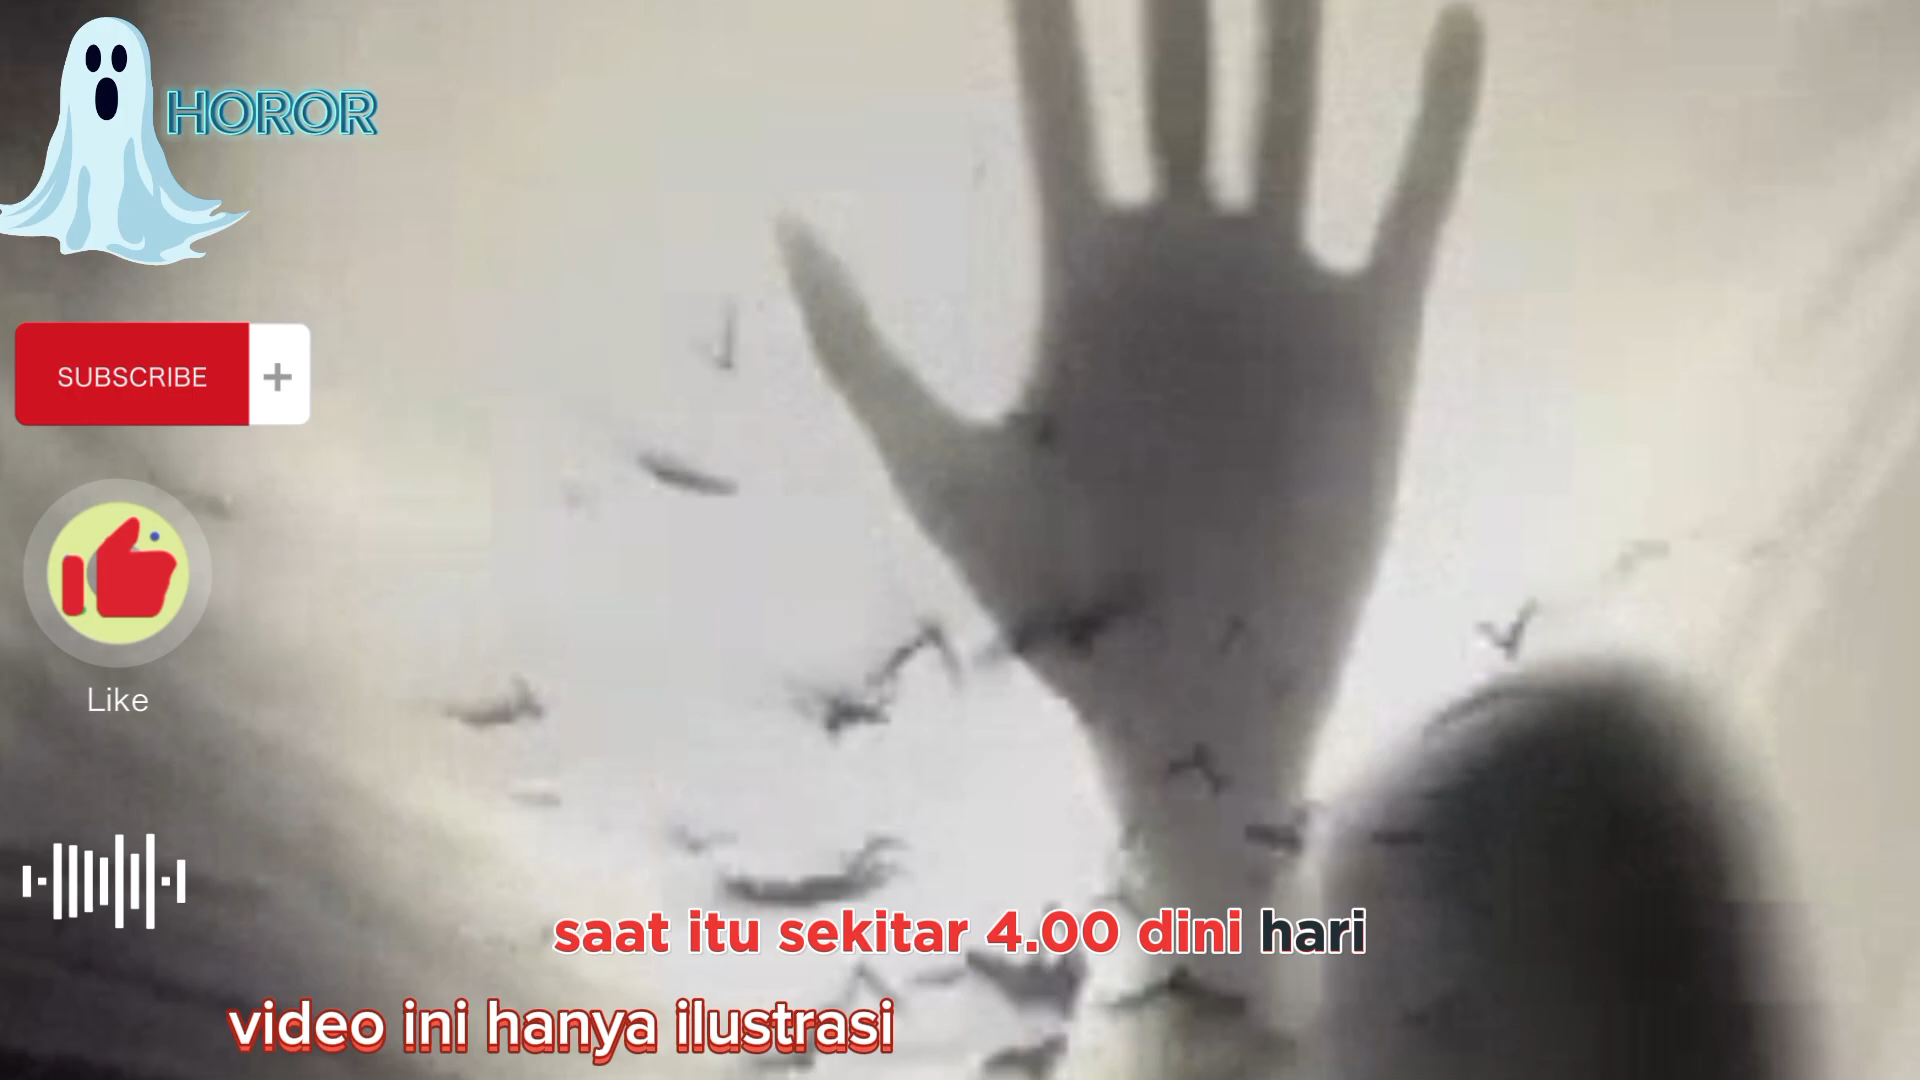 HOROR
SUBSCRIBE
Like
saat itu sekitar 4.00 dini hari
video ini hanya ilustrasi